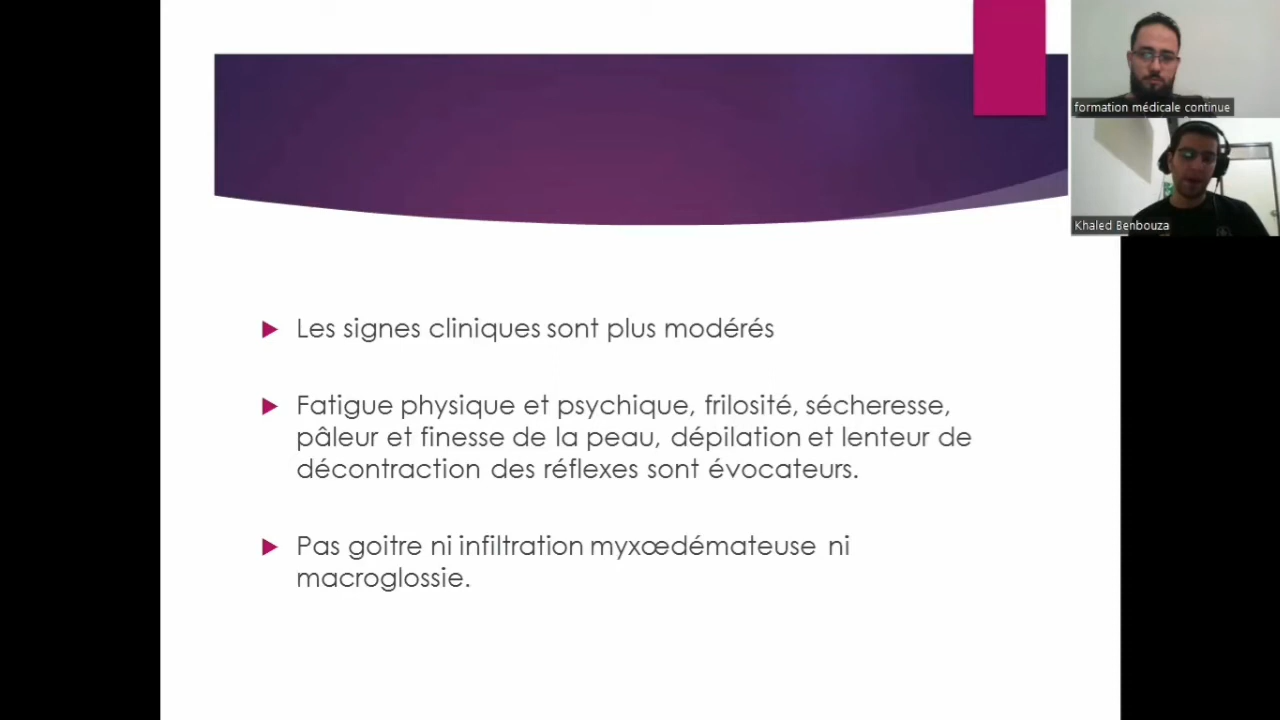 formation médicale continue
Khaled Benbouza
Les signes cliniques sont plus modérés
Fatigue physique et psychique, frilosité, sécheresse,
pâleur et finesse de la peau, dépilation et lenteur de
décontraction des réflexes sont évocateurs.
Pas goitre ni infiltration myxœdémateuse ni
macroglossie.